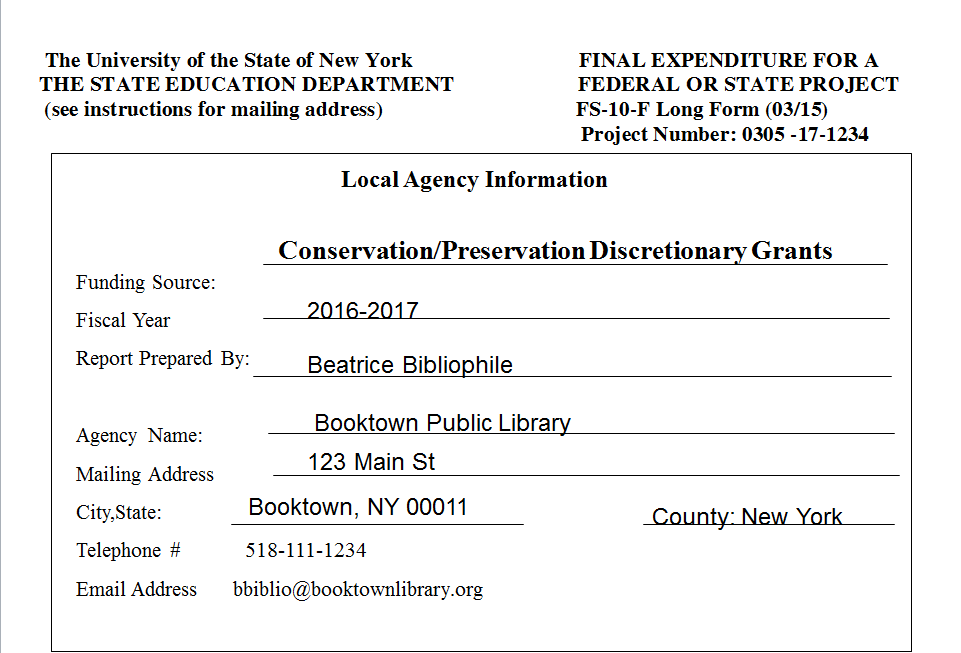 The University of the State of New York
THE STATE EDUCATION DEPARTMENT
(see instructions for mailing address)
FINAL EXPENDITURE FOR A
FEDERAL OR STATE PROJECT
FS-10-F Long Form (03/15)
Project Number: 0305 -17-1234
Local Agency Information
Conservation/Preservation Discretionary Grants
Funding Source:
Fiscal Year 2016-2017
Report Prepared By: Beatrice Bibliophile
Agency Name: Booktown Public Library
Mailing Address 123 Main St
City,State: Booktown, NY 00011 County: New York
Telephone # 518-111-1234
Email Address bbiblio@booktownlibrary.org